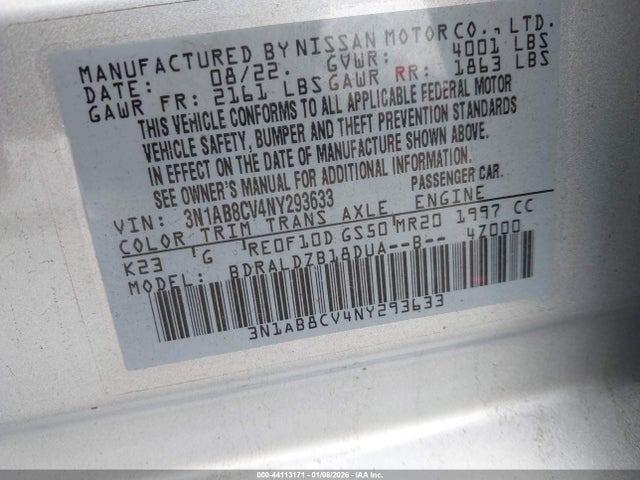 MANUFACTURED BY NISSAN MOTOR CO., LTD.
DATE: 08/22. GVWR: 4001 LBS
GAWR FR: 2161 LBS GAWR RR: 1863 LBS
THIS VEHICLE CONFORMS TO ALL APPLICABLE FEDERAL MOTOR
VEHICLE SAFETY, BUMPER AND THEFT PREVENTION STANDARDS
IN EFFECT ON THE DATE OF MANUFACTURE SHOWN ABOVE.
SEE OWNER'S MANUAL FOR ADDITIONAL INFORMATION.
VIN: 3N1AB8CV4NY293633 PASSENGER CAR.
COLOR TRIM TRANS AXLE ENGINE
K23 G RE0F10D GS50 MR20 1997 CC
MODEL: BDRALDZB18DUA--B-- 47000
3N1AB8CV4NY293633
000-44113171 | 01/08/2026 | IAA Inc.